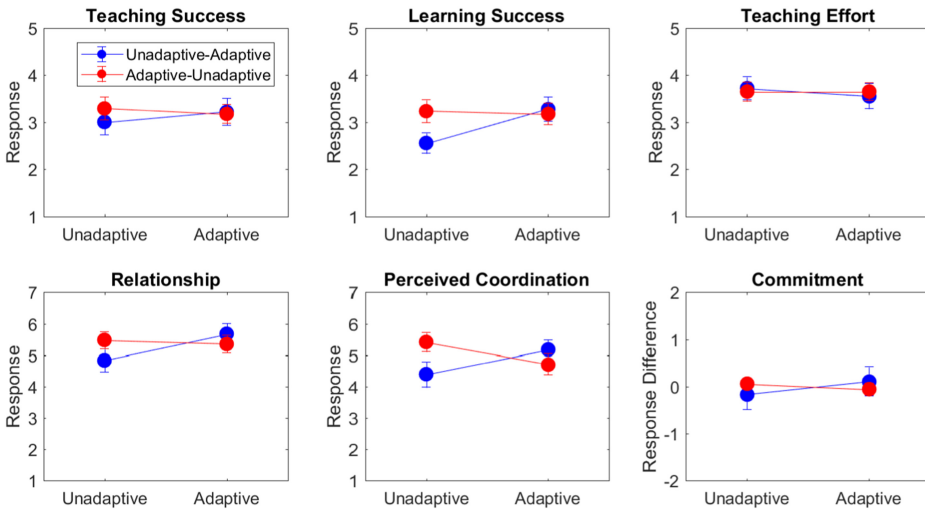 Teaching Success
Learning Success
Teaching Effort
5
4
3
2
1
Response
Unadaptive-Adaptive
Adaptive-Unadaptive
Unadaptive
Adaptive
5
4
3
2
1
Response
Unadaptive
Adaptive
5
4
3
2
1
Response
Unadaptive
Adaptive
Relationship
Perceived Coordination
Commitment
7
6
5
4
3
2
1
Response
Unadaptive
Adaptive
7
6
5
4
3
2
1
Response
Unadaptive
Adaptive
2
1
0
-1
-2
Response Difference
Unadaptive
Adaptive